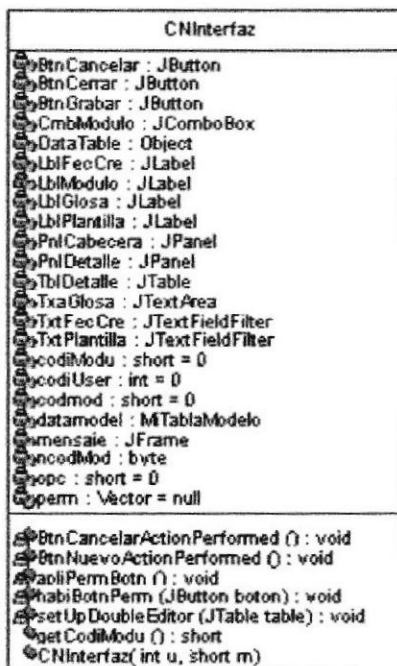 CNInterfaz
BtnCancelar : JButton
BtnCerrar : JButton
BtnGrabar : JButton
CmbModulo : JComboBox
DataTable : Object
LblFecCre : JLabel
LblModulo : JLabel
LblGlosa : JLabel
LblPlantilla : JLabel
PnlCabecera : JPanel
PnlDetalle : JPanel
TblDetalle : JTable
TxaGlosa : JTextArea
TxtFecCre : JTextFieldFilter
TxtPlantilla : JTextFieldFilter
codiModu : short = 0
codiUser : int = 0
codmod : short = 0
datamodel : MiTablaModelo
mensaje : JFrame
ncodMod : byte
opc : short = 0
perm : Vector = null
BtnCancelarActionPerformed () : void
BtnNuevoActionPerformed () : void
apliPermBotn () : void
habiBotnPerm (JButton boton) : void
setUpDoubleEditor (JTable table) : void
getCodiModu () : short
CNInterfaz( int u, short m)